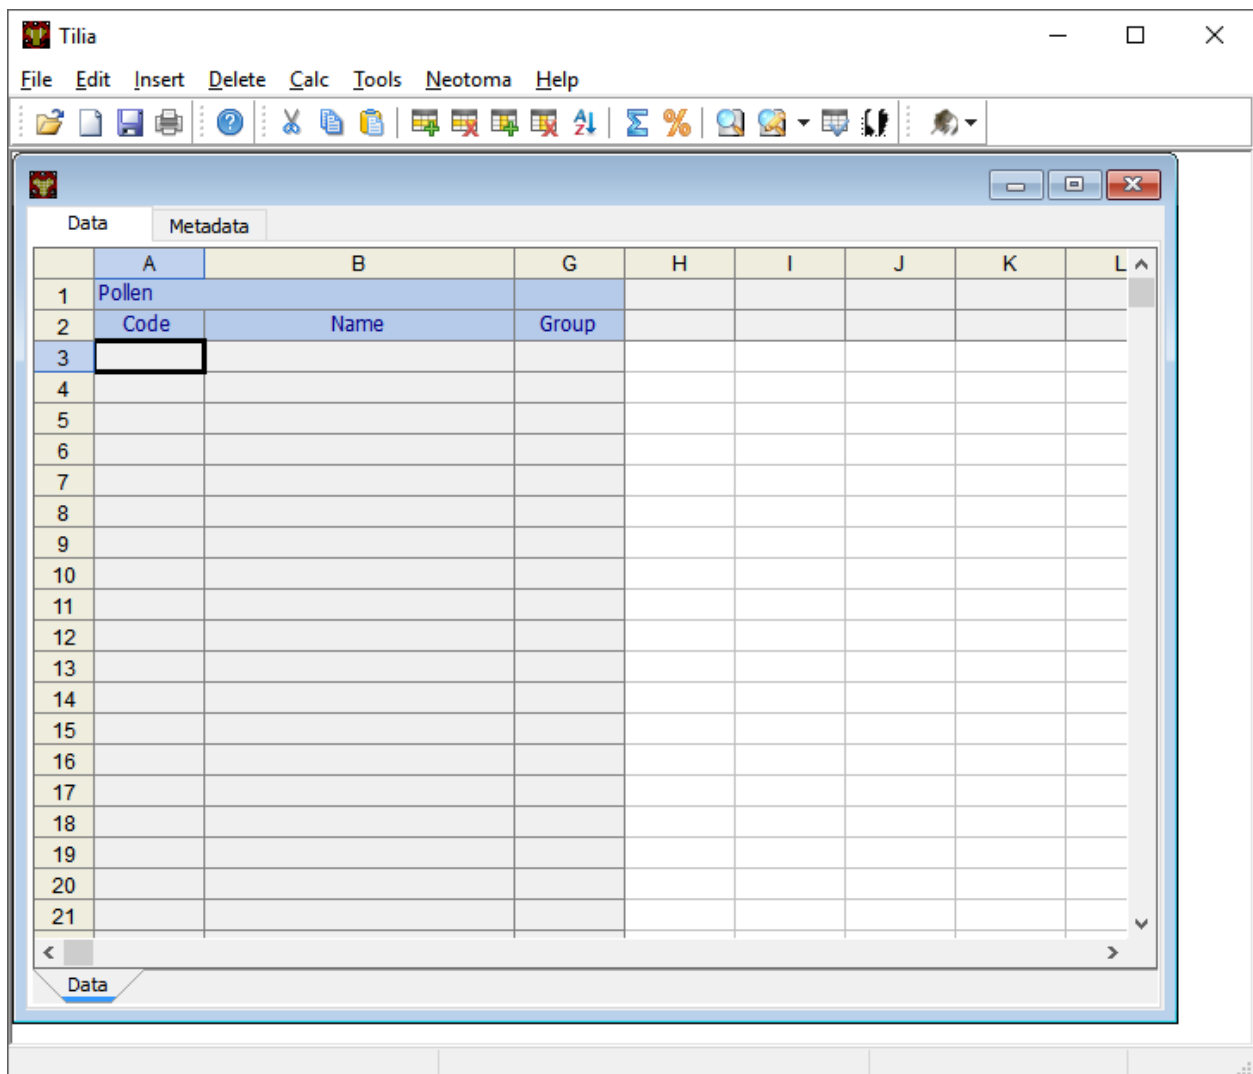 Tilia
File Edit Insert Delete Calc Tools Neotoma Help
Data Metadata
A B G H I J K L
1 Pollen
2 Code Name Group
3
4
5
6
7
8
9
10
11
12
13
14
15
16
17
18
19
20
21
Data